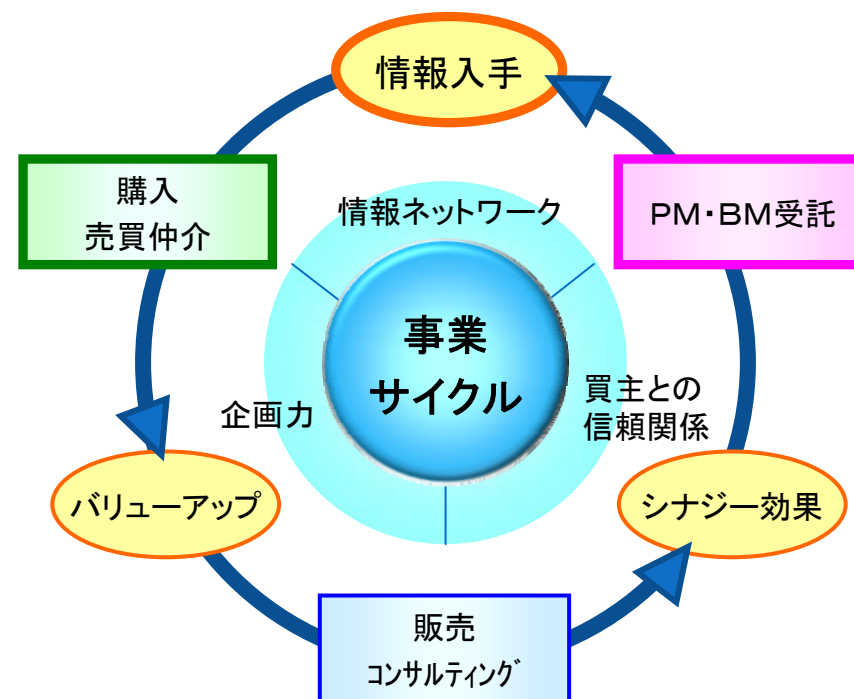 情報入手
購入
売買仲介
PM・BM受託
情報ネットワーク
事業
サイクル
企画力
買主との
信頼関係
バリューアップ
シナジー効果
販売
ｺﾝｻﾙﾃｨﾝｸﾞ